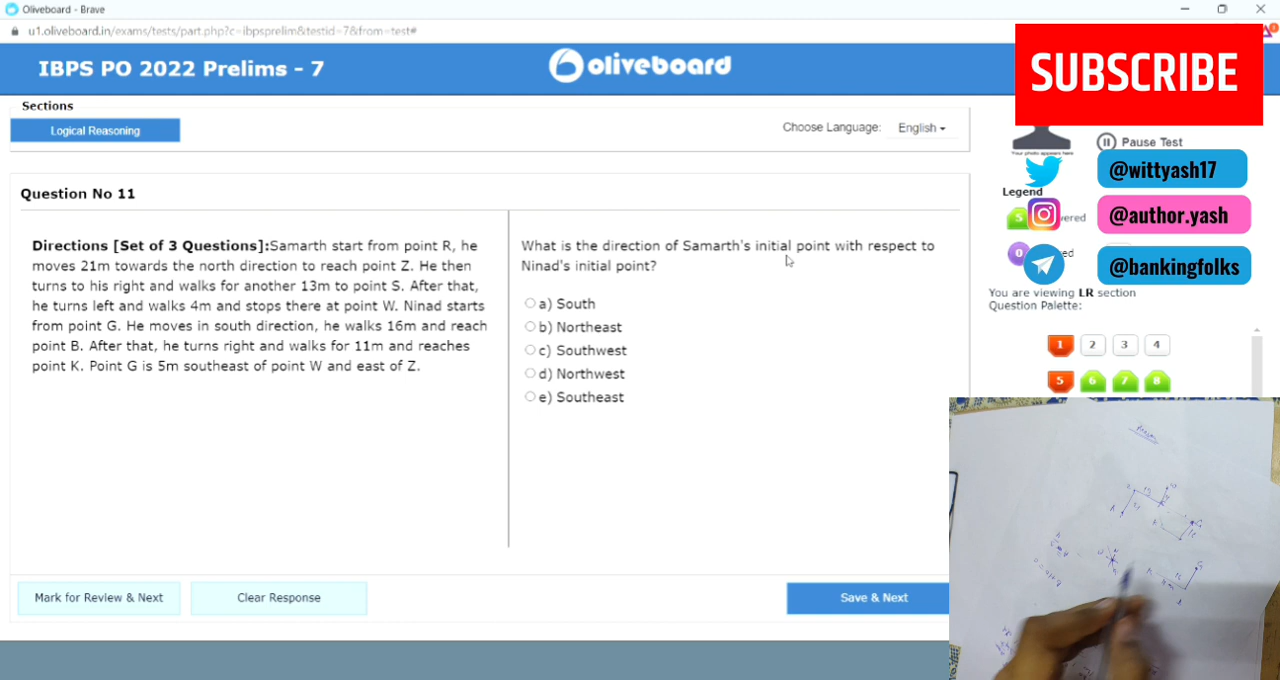 Oliveboard - Brave
u1.oliveboard.in/exams/tests/part.php?c=ibpsprelim&testid=7&from=test#
IBPS PO 2022 Prelims - 7
oliveboard
SUBSCRIBE
Sections
Logical Reasoning
Choose Language: English
Your photo appears here
Pause Test
@wittyash17
Legend
5
ered
@author.yash
0
ed
@bankingfolks
You are viewing LR section
Question Palette:
1 2 3 4
5 6 7 8
Question No 11
Directions [Set of 3 Questions]:Samarth start from point R, he
moves 21m towards the north direction to reach point Z. He then
turns to his right and walks for another 13m to point S. After that,
he turns left and walks 4m and stops there at point W. Ninad starts
from point G. He moves in south direction, he walks 16m and reach
point B. After that, he turns right and walks for 11m and reaches
point K. Point G is 5m southeast of point W and east of Z.
What is the direction of Samarth's initial point with respect to
Ninad's initial point?
a) South
b) Northeast
c) Southwest
d) Northwest
e) Southeast
Mark for Review & Next
Clear Response
Save & Next